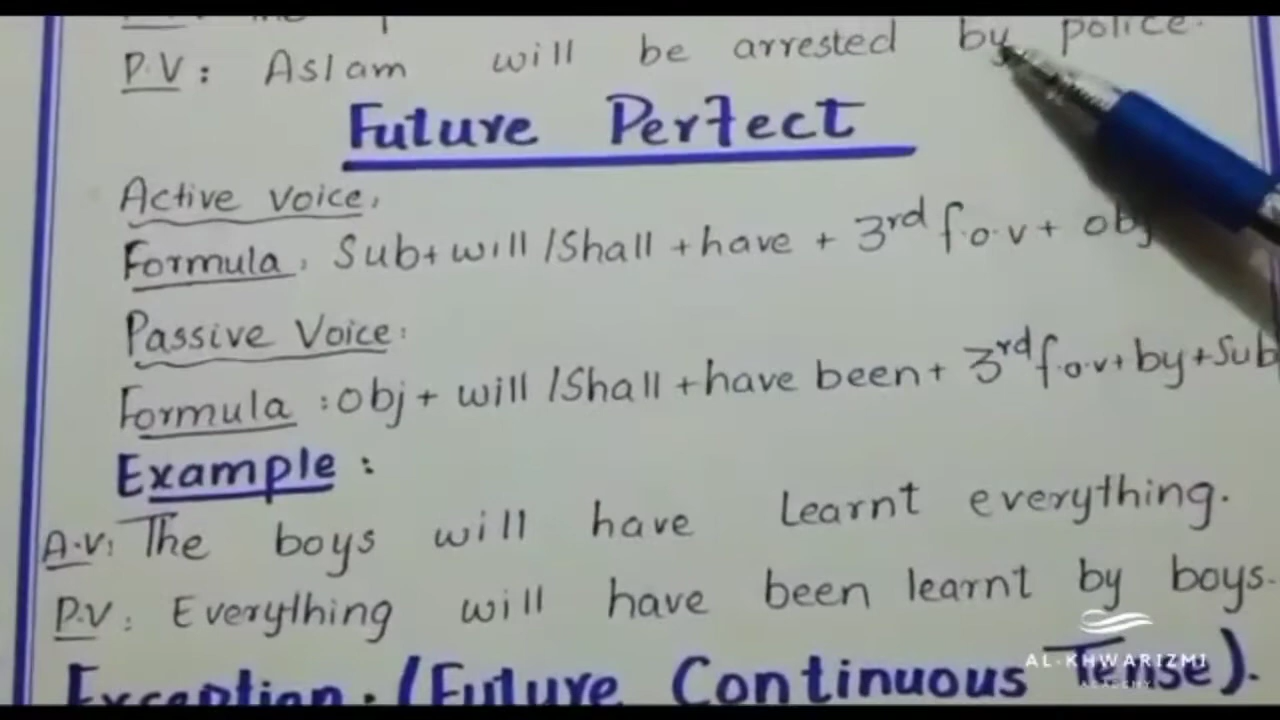 P.V: Aslam will be arrested by police.
Future Perfect
Active Voice:
Formula: Sub+ will /Shall +have + 3rd f.o.v + obj
Passive Voice:
Formula :obj+ will /Shall +have been+ 3rd f.o.v+by+Sub
Example:
A.V: The boys will have learnt everything.
P.V: Everything will have been learnt by boys.
Exception: (Future Continuous Tense).
AL-KHWARIZMI
ACADEMY